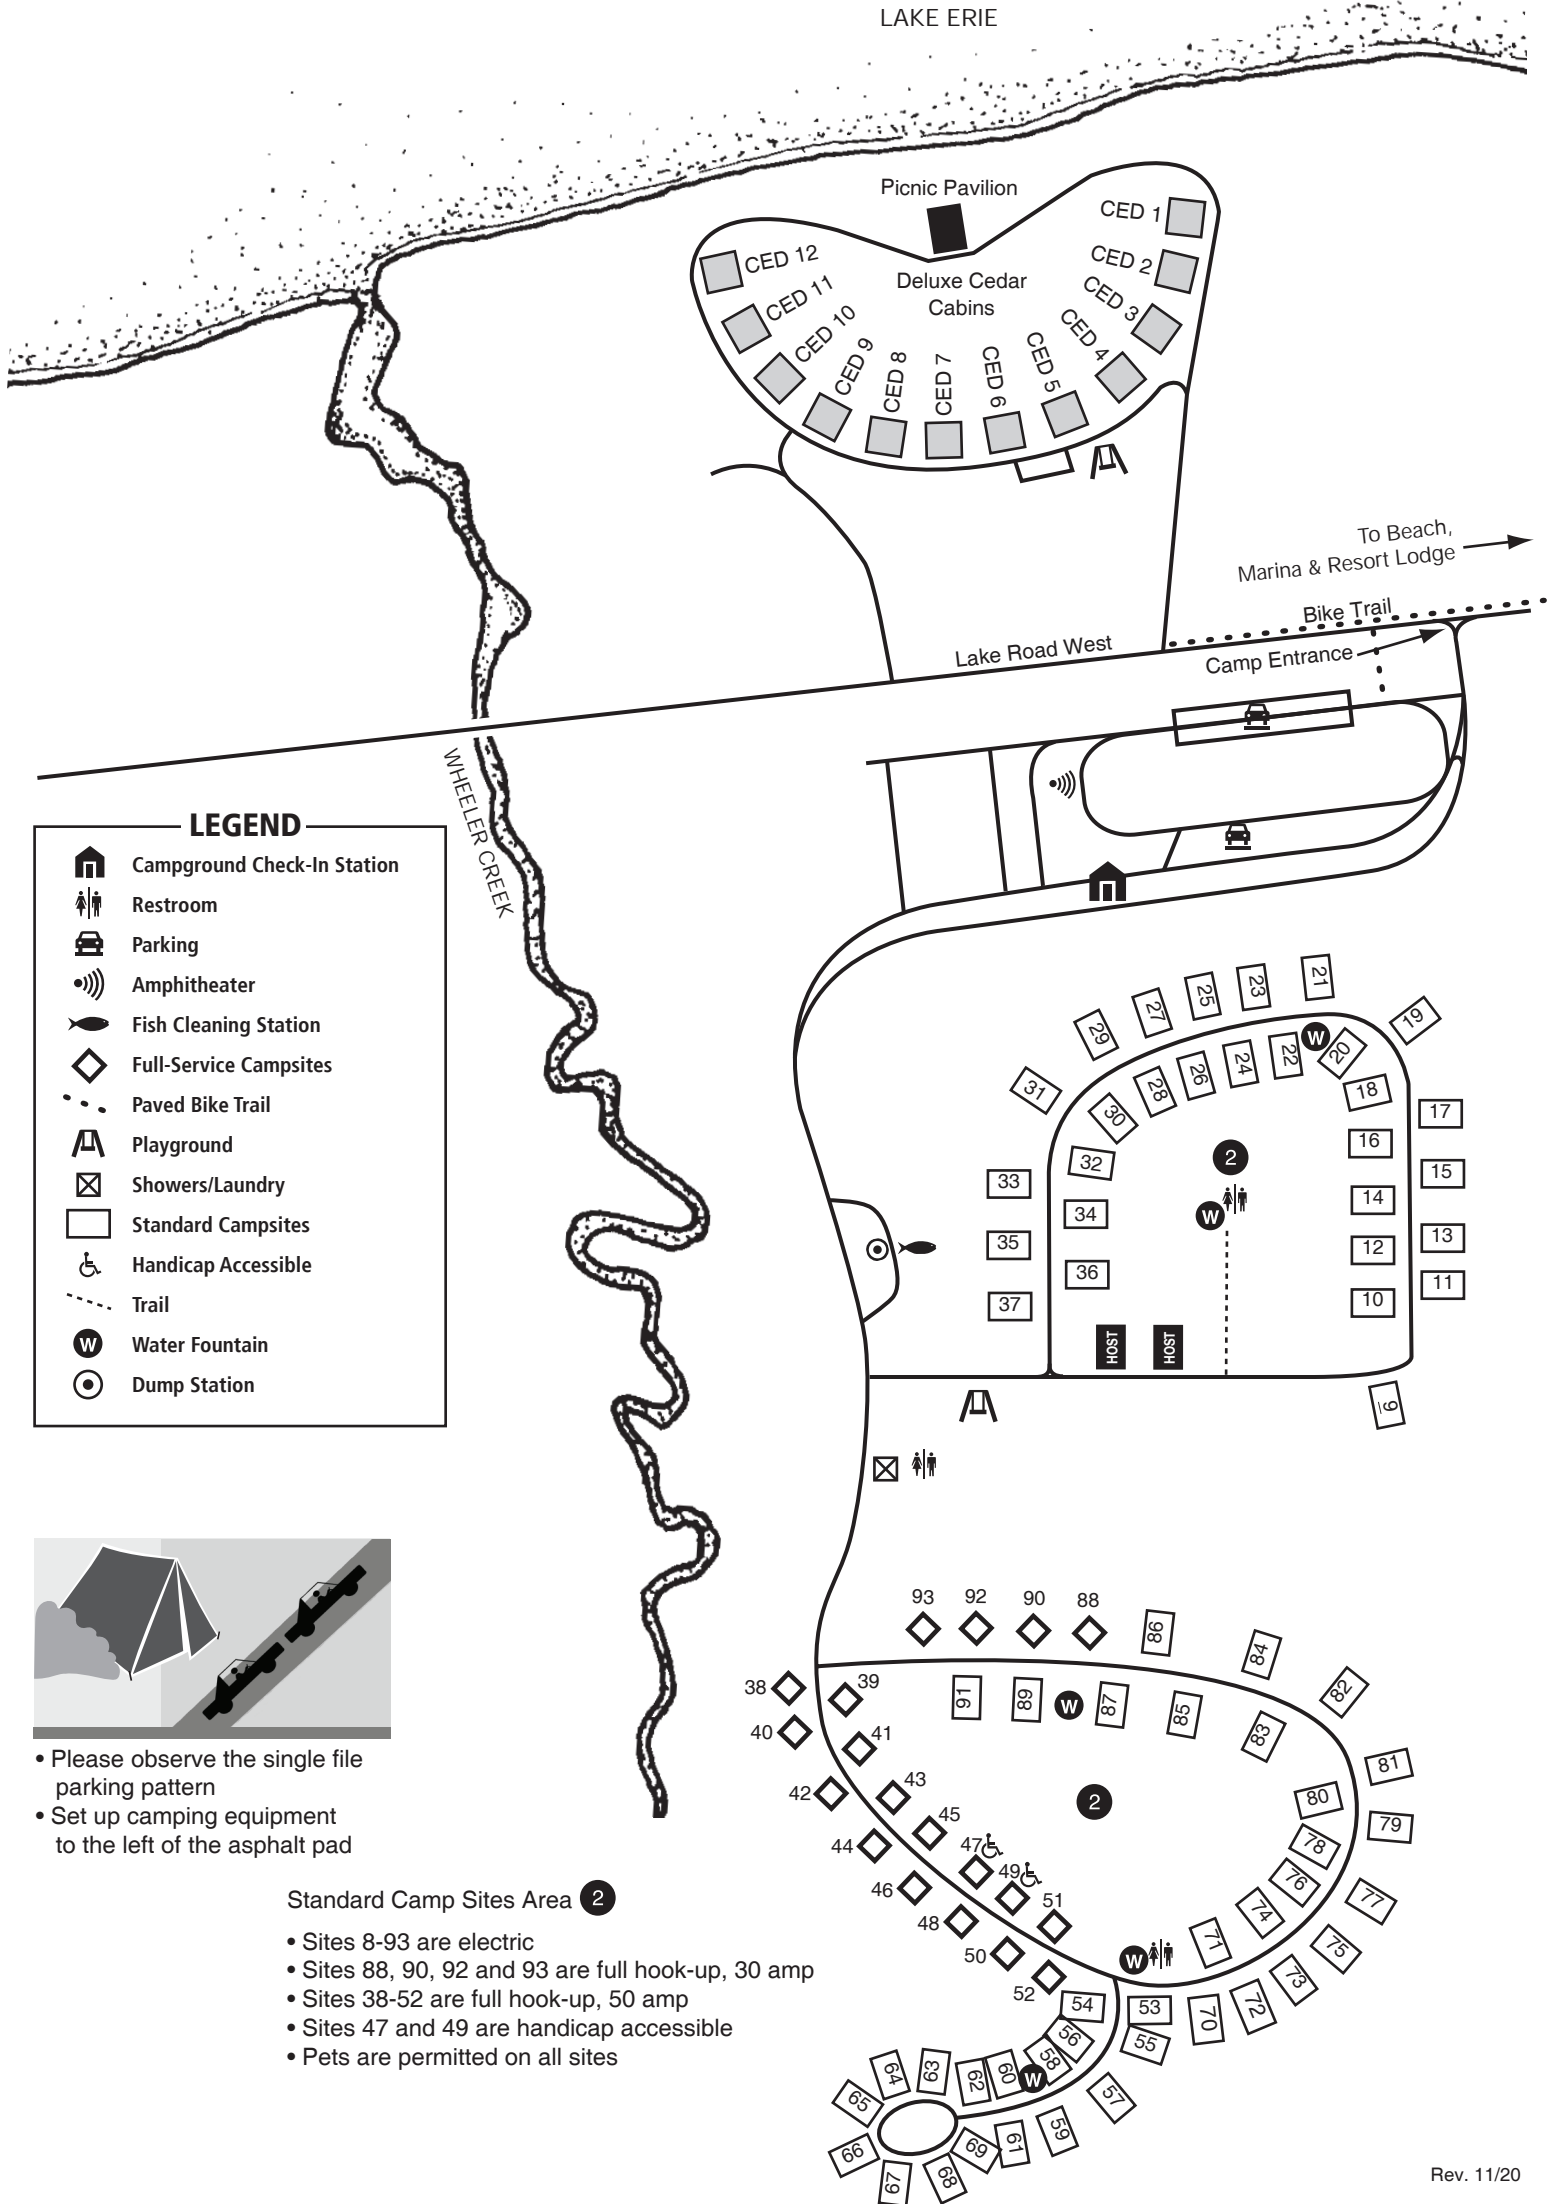 LAKE ERIE
Picnic Pavilion
Deluxe Cedar
Cabins
CED 1
CED 2
CED 3
CED 4
CED 5
CED 6
CED 7
CED 8
CED 9
CED 10
CED 11
CED 12
To Beach,
Marina & Resort Lodge
Bike Trail
Lake Road West
Camp Entrance
WHEELER CREEK
LEGEND
Campground Check-In Station
Restroom
Parking
Amphitheater
Fish Cleaning Station
Full-Service Campsites
Paved Bike Trail
Playground
Showers/Laundry
Standard Campsites
Handicap Accessible
Trail
W Water Fountain
Dump Station
21
23
25
27
29
31
19
W
20
22
24
26
28
30
18
17
32
16
2
15
33
34
W
14
35
13
12
36
11
37
10
HOST
HOST
9
93
92
90
88
86
84
82
38
39
91
89
W
87
85
83
40
41
81
42
43
2
80
79
45
44
78
47
49
46
76
77
51
48
74
71
75
50
W
73
52
54
53
72
70
56
55
58
W
60
62
63
64
57
65
59
61
69
66
68
67
• Please observe the single file
parking pattern
• Set up camping equipment
to the left of the asphalt pad
Standard Camp Sites Area 2
• Sites 8-93 are electric
• Sites 88, 90, 92 and 93 are full hook-up, 30 amp
• Sites 38-52 are full hook-up, 50 amp
• Sites 47 and 49 are handicap accessible
• Pets are permitted on all sites
Rev. 11/20